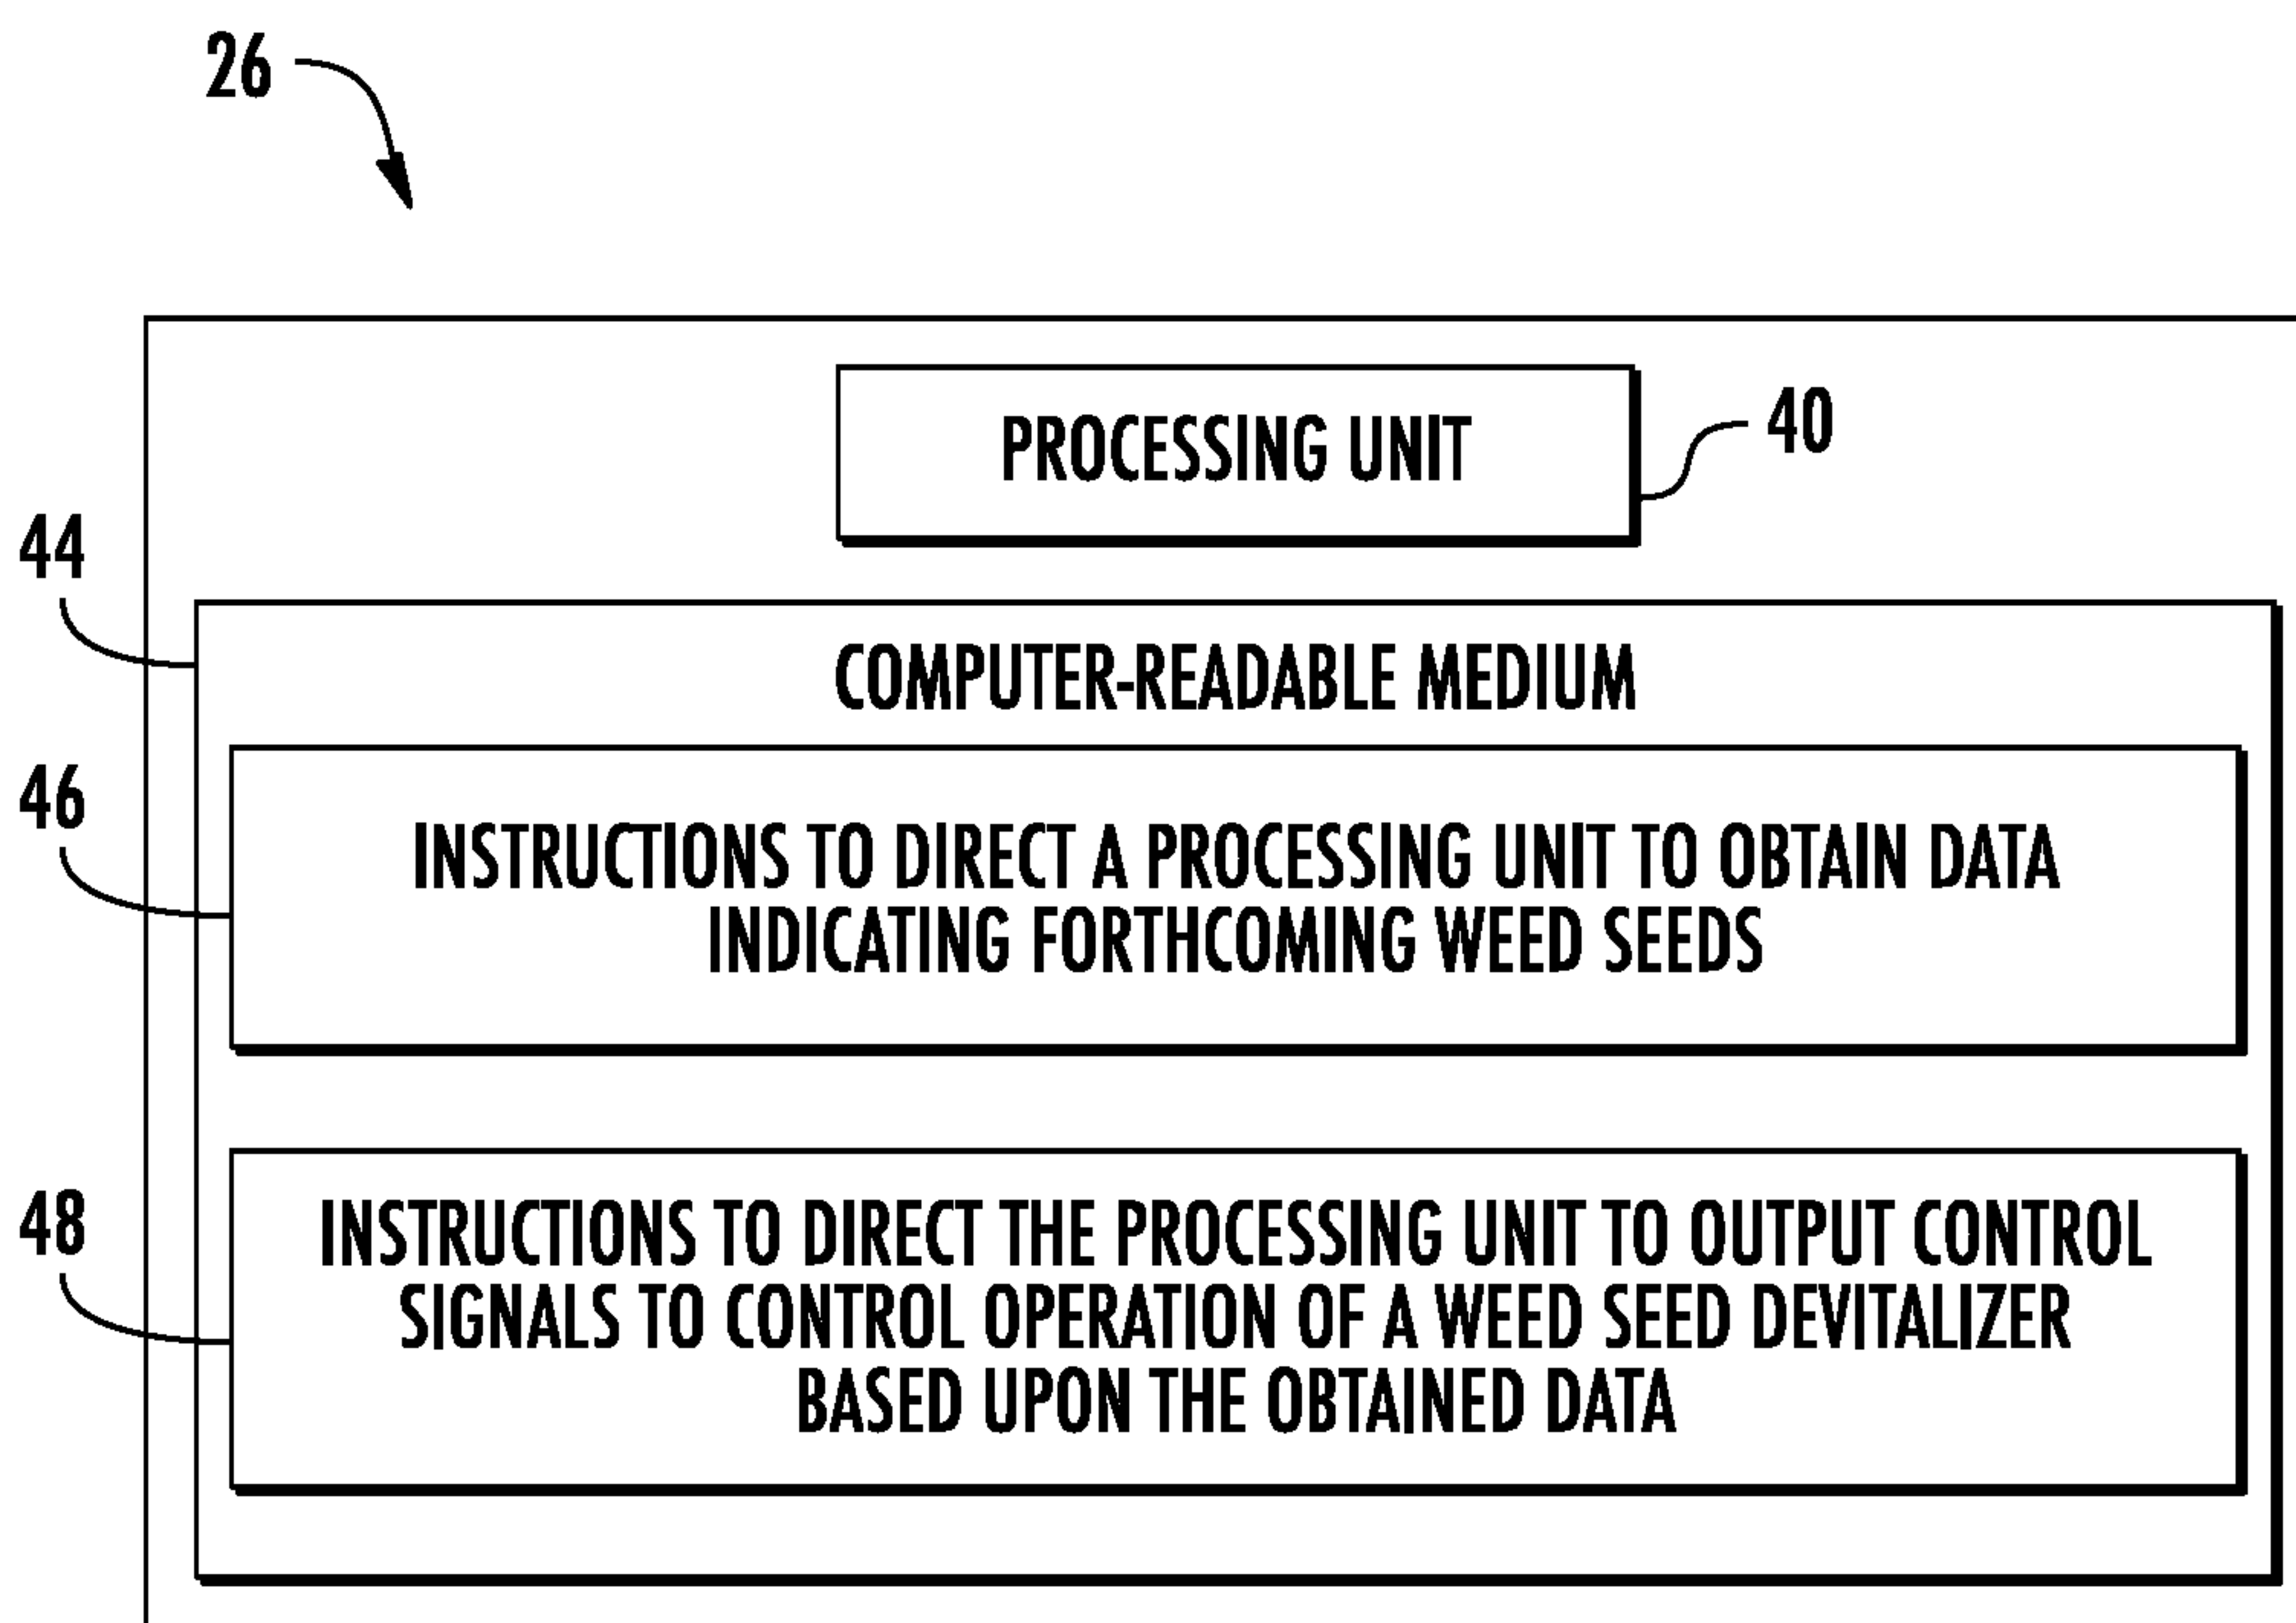 26
PROCESSING UNIT
40
44
COMPUTER-READABLE MEDIUM
46
INSTRUCTIONS TO DIRECT A PROCESSING UNIT TO OBTAIN DATA
INDICATING FORTHCOMING WEED SEEDS
48
INSTRUCTIONS TO DIRECT THE PROCESSING UNIT TO OUTPUT CONTROL
SIGNALS TO CONTROL OPERATION OF A WEED SEED DEVITALIZER
BASED UPON THE OBTAINED DATA